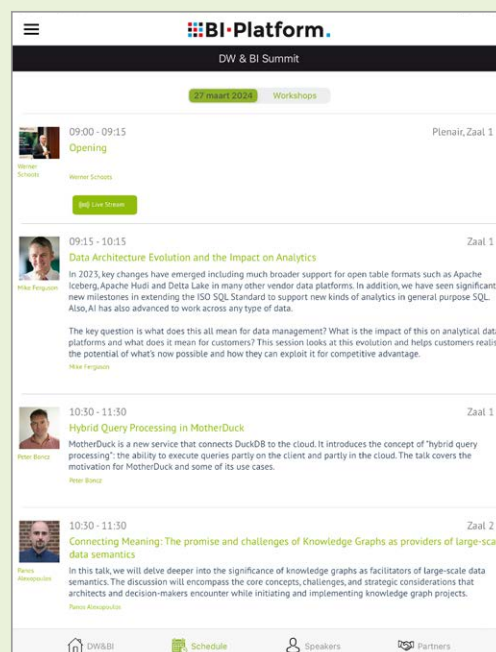 BI-Platform.
DW & BI Summit
27 maart 2024 Workshops
09:00 - 09:15 Plenair, Zaal 1
Opening
Werner Schoots
Werner
Schoots
Live Stream
09:15 - 10:15 Zaal 1
Data Architecture Evolution and the Impact on Analytics
In 2023, key changes have emerged including much broader support for open table formats such as Apache
Iceberg, Apache Hudi and Delta Lake in many other vendor data platforms. In addition, we have seen significant
new milestones in extending the ISO SQL Standard to support new kinds of analytics in general purpose SQL.
Also, AI has also advanced to work across any type of data.
Mike Ferguson
The key question is what does this all mean for data management? What is the impact of this on analytical data
platforms and what does it mean for customers? This session looks at this evolution and helps customers realis
the potential of what's now possible and how they can exploit it for competitive advantage.
Mike Ferguson
10:30 - 11:30 Zaal 1
Hybrid Query Processing in MotherDuck
MotherDuck is a new service that connects DuckDB to the cloud. It introduces the concept of "hybrid query
processing": the ability to execute queries partly on the client and partly in the cloud. The talk covers the
motivation for MotherDuck and some of its use cases.
Peter Boncz
Peter Boncz
10:30 - 11:30 Zaal 2
Connecting Meaning: The promise and challenges of Knowledge Graphs as providers of large-sca
data semantics
In this talk, we will delve deeper into the significance of knowledge graphs as facilitators of large-scale data
semantics. The discussion will encompass the core concepts, challenges, and strategic considerations that
architects and decision-makers encounter while initiating and implementing knowledge graph projects.
Panos
Alexopoulos
Panos Alexopoulos
DW&BI Schedule Speakers Partners